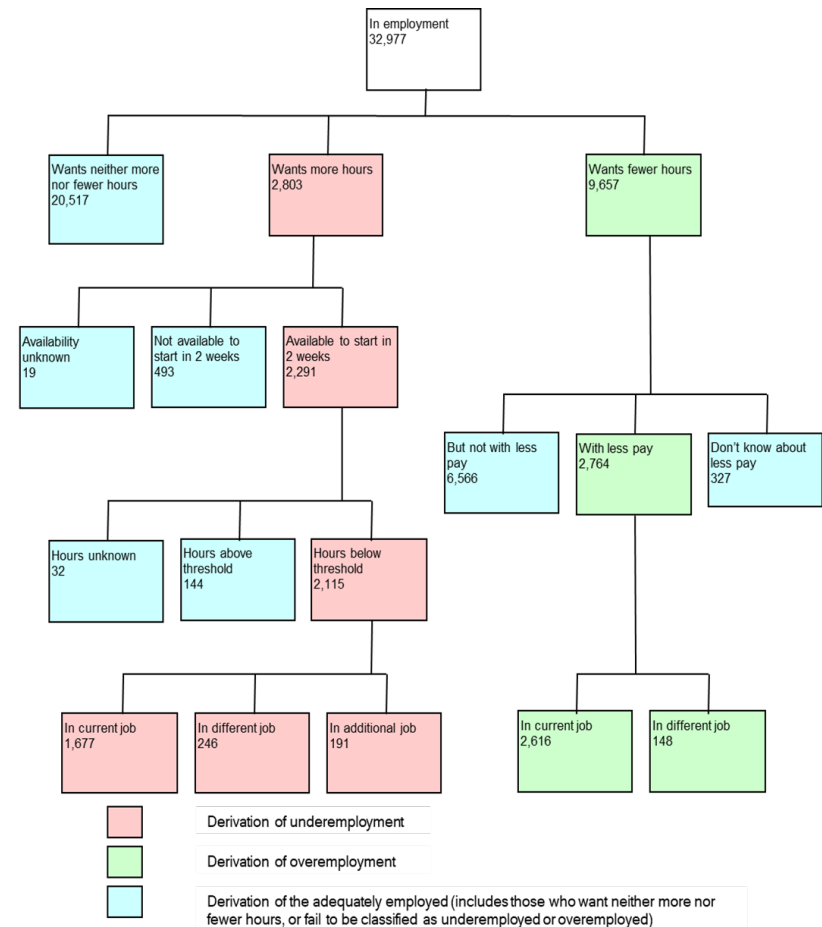 In employment
32,977
Wants neither more
nor fewer hours
20,517
Wants more hours
2,803
Wants fewer hours
9,657
Availability
unknown
19
Not available to
start in 2 weeks
493
Available to start in
2 weeks
2,291
But not with less
pay
6,566
With less pay
2,764
Don't know about
less pay
327
Hours unknown
32
Hours above
threshold
144
Hours below
threshold
2,115
In current job
1,677
In different job
246
In additional job
191
In current job
2,616
In different job
148
Derivation of underemployment
Derivation of overemployment
Derivation of the adequately employed (includes those who want neither more nor
fewer hours, or fail to be classified as underemployed or overemployed)